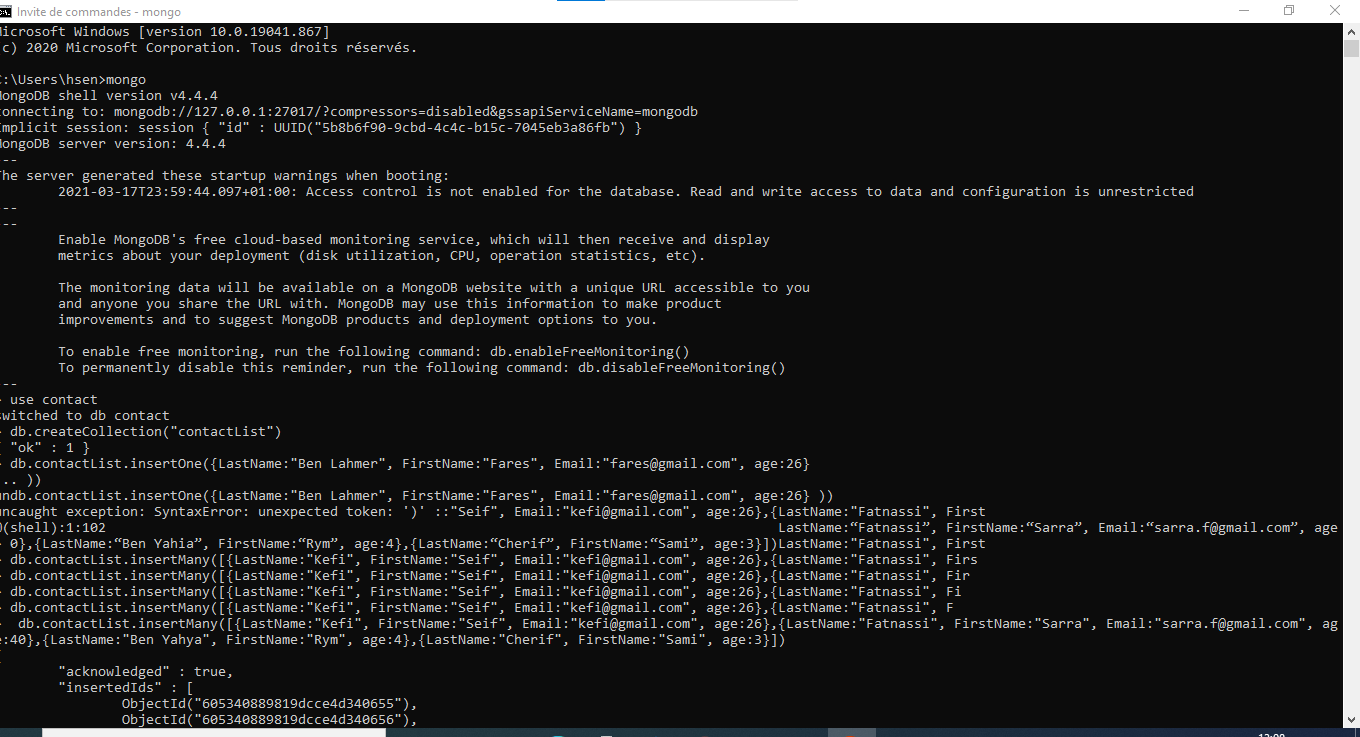 Invite de commandes - mongo
icrosoft Windows [version 10.0.19041.867]
c) 2020 Microsoft Corporation. Tous droits réservés.
:\Users\hsen>mongo
ongoDB shell version v4.4.4
onnecting to: mongodb://127.0.0.1:27017/?compressors=disabled&gssapiServiceName=mongodb
mplicit session: session { "id" : UUID("5b8b6f90-9cbd-4c4c-b15c-7045eb3a86fb") }
ongoDB server version: 4.4.4
--
he server generated these startup warnings when booting:
2021-03-17T23:59:44.097+01:00: Access control is not enabled for the database. Read and write access to data and configuration is unrestricted
--
--
Enable MongoDB's free cloud-based monitoring service, which will then receive and display
metrics about your deployment (disk utilization, CPU, operation statistics, etc).
The monitoring data will be available on a MongoDB website with a unique URL accessible to you
and anyone you share the URL with. MongoDB may use this information to make product
improvements and to suggest MongoDB products and deployment options to you.
To enable free monitoring, run the following command: db.enableFreeMonitoring()
To permanently disable this reminder, run the following command: db.disableFreeMonitoring()
--
use contact
switched to db contact
db.createCollection("contactList")
"ok" : 1 }
db.contactList.insertOne({LastName:"Ben Lahmer", FirstName:"Fares", Email:"fares@gmail.com", age:26}
.. ))
undb.contactList.insertOne({LastName:"Ben Lahmer", FirstName:"Fares", Email:"fares@gmail.com", age:26} ))
uncaught exception: SyntaxError: unexpected token: ')' ::"Seif", Email:"kefi@gmail.com", age:26},{LastName:"Fatnassi", First
@(shell):1:102 LastName:“Fatnassi”, FirstName:“Sarra”, Email:“sarra.f@gmail.com”, age
0},{LastName:“Ben Yahia”, FirstName:“Rym”, age:4},{LastName:“Cherif”, FirstName:“Sami”, age:3}])LastName:"Fatnassi", First
db.contactList.insertMany([{LastName:"Kefi", FirstName:"Seif", Email:"kefi@gmail.com", age:26},{LastName:"Fatnassi", Firs
db.contactList.insertMany([{LastName:"Kefi", FirstName:"Seif", Email:"kefi@gmail.com", age:26},{LastName:"Fatnassi", Fir
db.contactList.insertMany([{LastName:"Kefi", FirstName:"Seif", Email:"kefi@gmail.com", age:26},{LastName:"Fatnassi", Fi
db.contactList.insertMany([{LastName:"Kefi", FirstName:"Seif", Email:"kefi@gmail.com", age:26},{LastName:"Fatnassi", F
db.contactList.insertMany([{LastName:"Kefi", FirstName:"Seif", Email:"kefi@gmail.com", age:26},{LastName:"Fatnassi", FirstName:"Sarra", Email:"sarra.f@gmail.com", ag
e:40},{LastName:"Ben Yahya", FirstName:"Rym", age:4},{LastName:"Cherif", FirstName:"Sami", age:3}])
"acknowledged" : true,
"insertedIds" : [
ObjectId("605340889819dcce4d340655"),
ObjectId("605340889819dcce4d340656"),